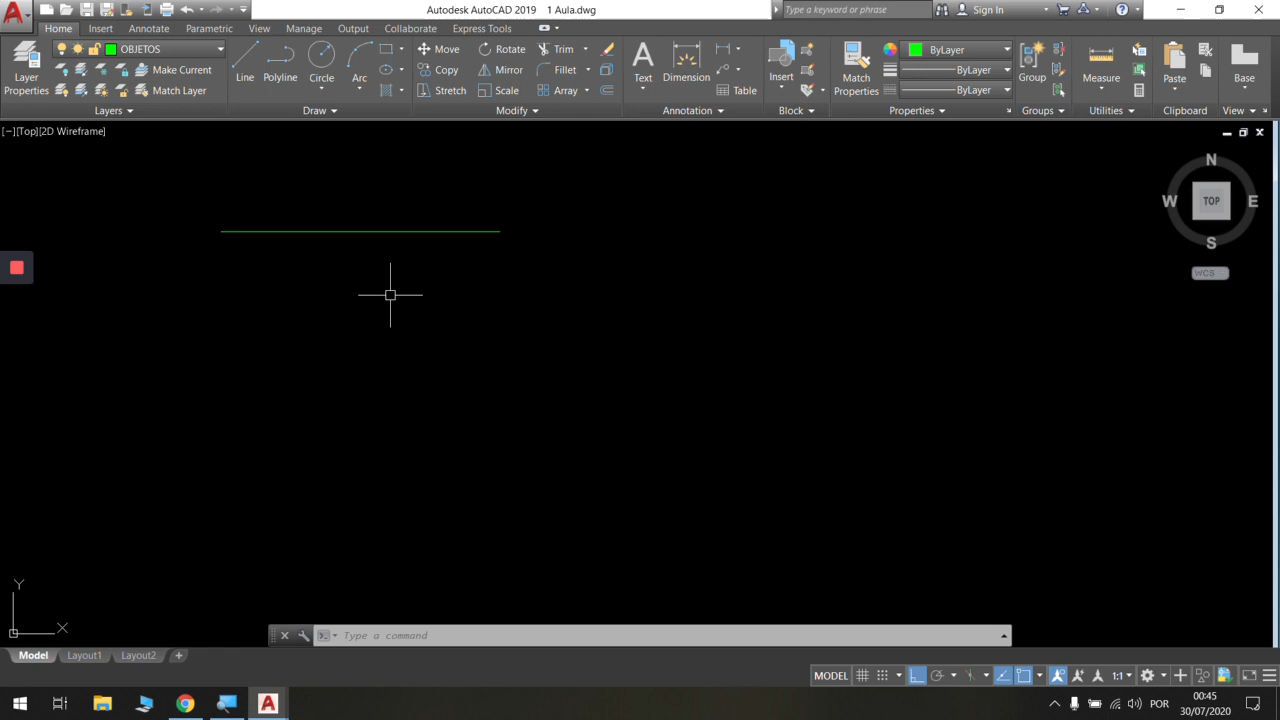 Autodesk AutoCAD 2019 1 Aula.dwg
Type a keyword or phrase
Sign In
Home Insert Annotate Parametric View Manage Output Collaborate Express Tools
Layer Properties
OBJETOS
Make Current
Match Layer
Layers
Line
Polyline
Circle
Arc
Draw
Move
Rotate
Trim
Copy
Mirror
Fillet
Stretch
Scale
Array
Modify
Text
Dimension
Table
Annotation
Insert
Block
Match Properties
ByLayer
ByLayer
ByLayer
Properties
Group
Groups
Measure
Utilities
Paste
Clipboard
Base
View
[−][Top][2D Wireframe]
N
W
TOP
E
S
WCS
Y
X
Type a command
Model
Layout1
Layout2
MODEL
1:1
POR
00:45
30/07/2020